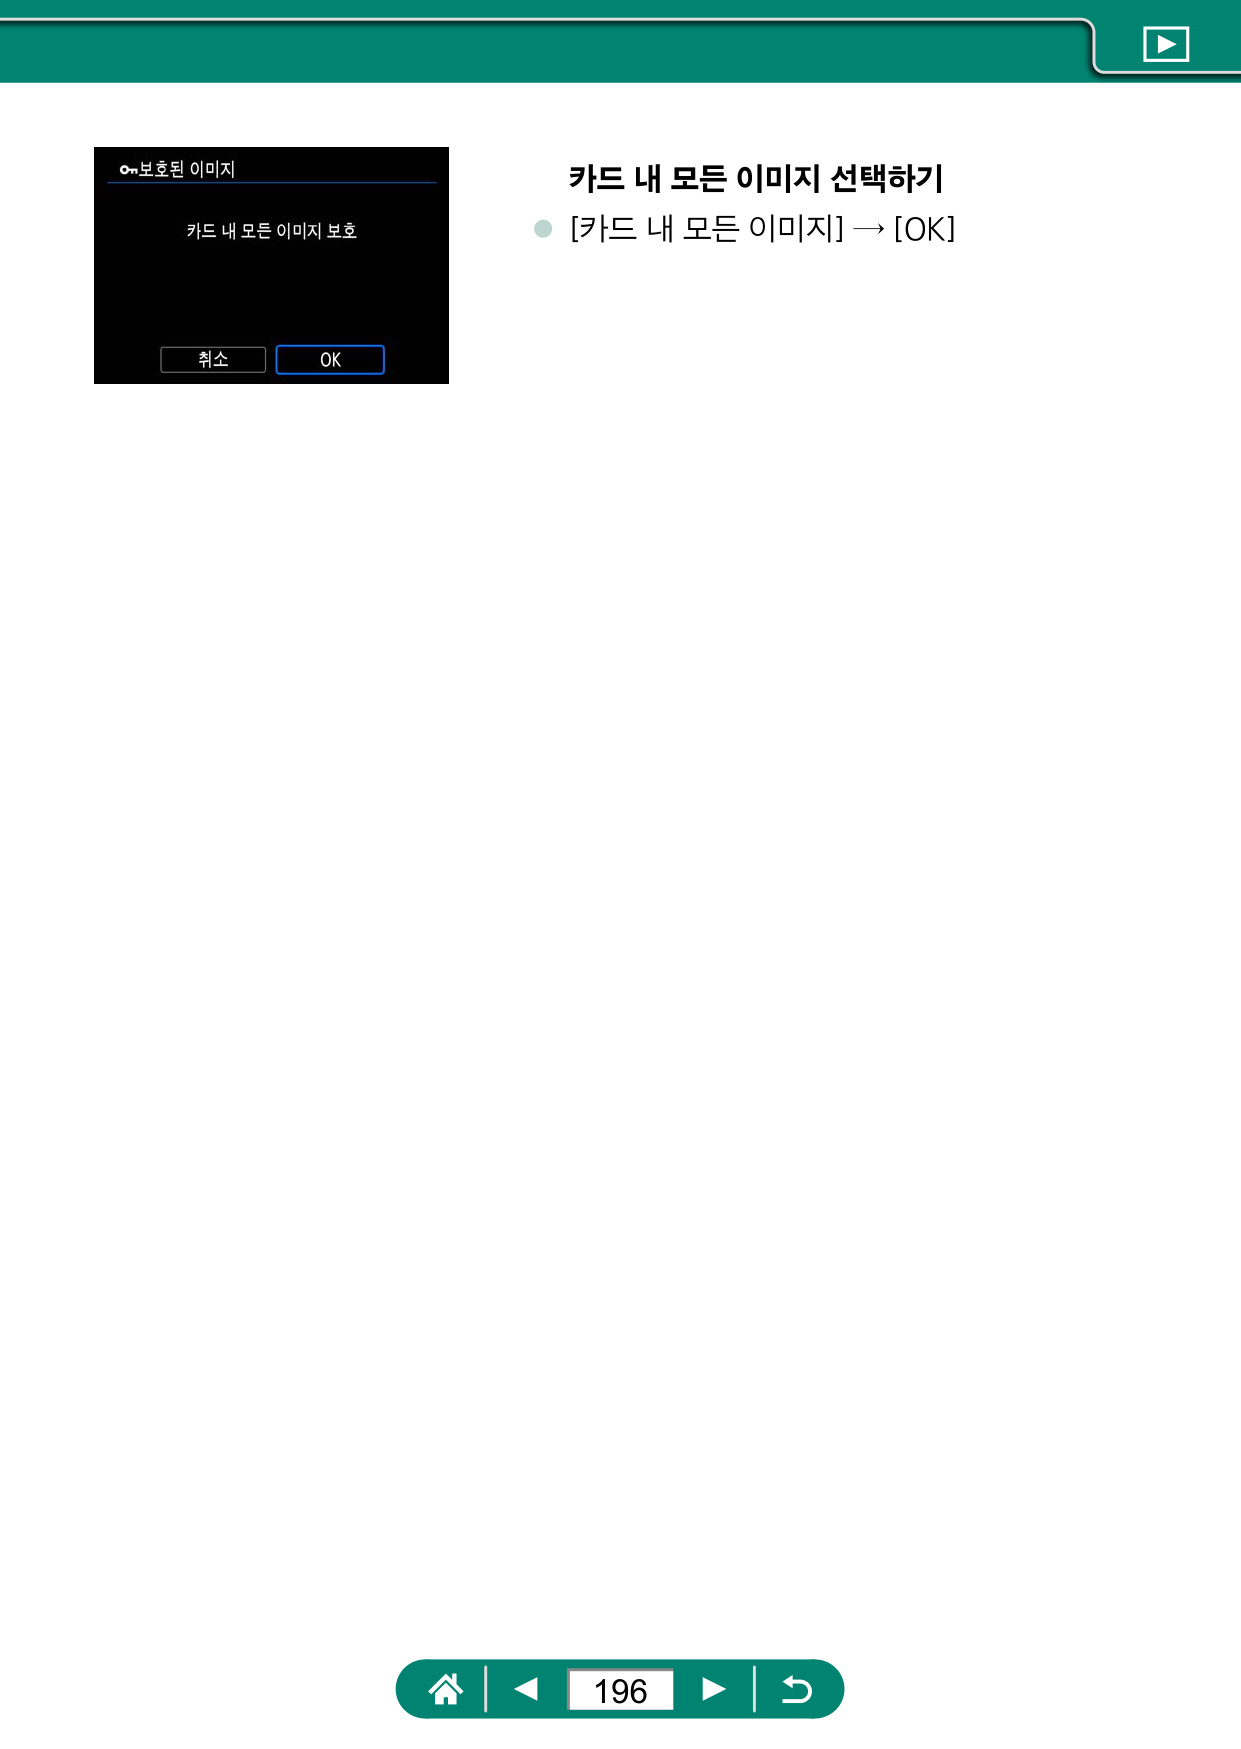 보호된 이미지
카드 내 모든 이미지 보호
취소
OK
카드 내 모든 이미지 선택하기
[카드 내 모든 이미지] → [OK]
196